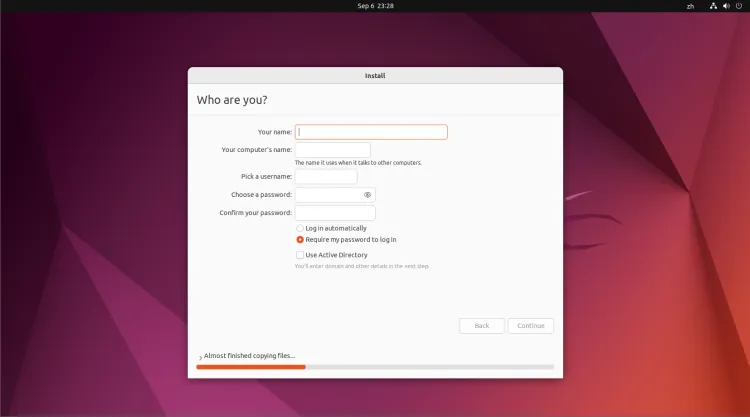 Sep 6 23:28
zh
Install
Who are you?
Your name:
Your computer's name:
The name it uses when it talks to other computers.
Pick a username:
Choose a password:
Confirm your password:
Log in automatically
Require my password to log in
Use Active Directory
You'll enter domain and other details in the next step.
Back
Continue
Almost finished copying files...